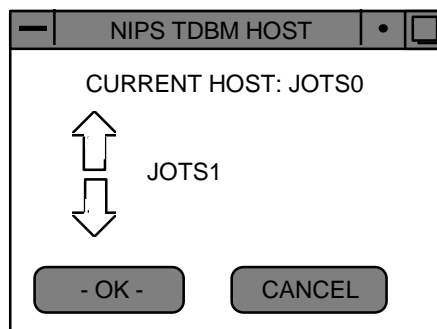 NIPS TDBM HOST
CURRENT HOST: JOTS0
JOTS1
- OK -
CANCEL